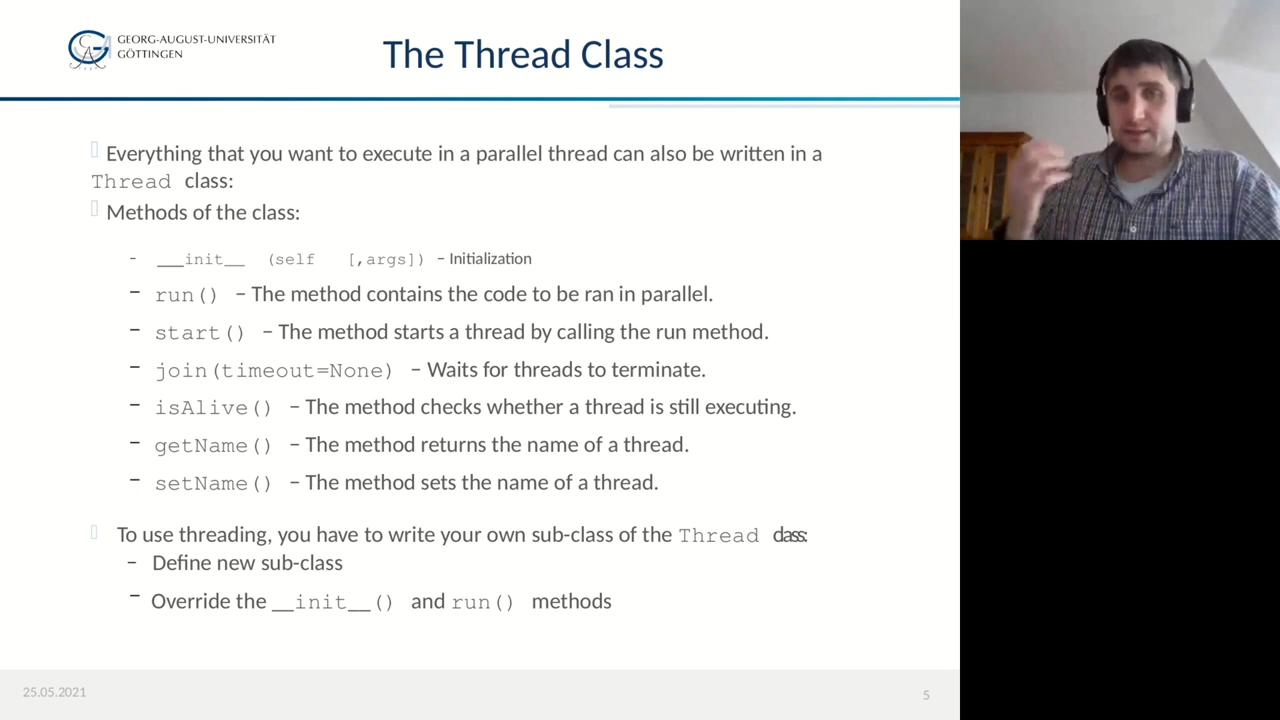 GEORG-AUGUST-UNIVERSITÄT
GÖTTINGEN
The Thread Class
Everything that you want to execute in a parallel thread can also be written in a
Thread class:
Methods of the class:
- __init__ (self [,args]) – Initialization
– run() – The method contains the code to be ran in parallel.
– start() – The method starts a thread by calling the run method.
– join(timeout=None) – Waits for threads to terminate.
– isAlive() – The method checks whether a thread is still executing.
– getName() – The method returns the name of a thread.
– setName() – The method sets the name of a thread.
To use threading, you have to write your own sub-class of the Thread class:
– Define new sub-class
– Override the __init__() and run() methods
25.05.2021
5